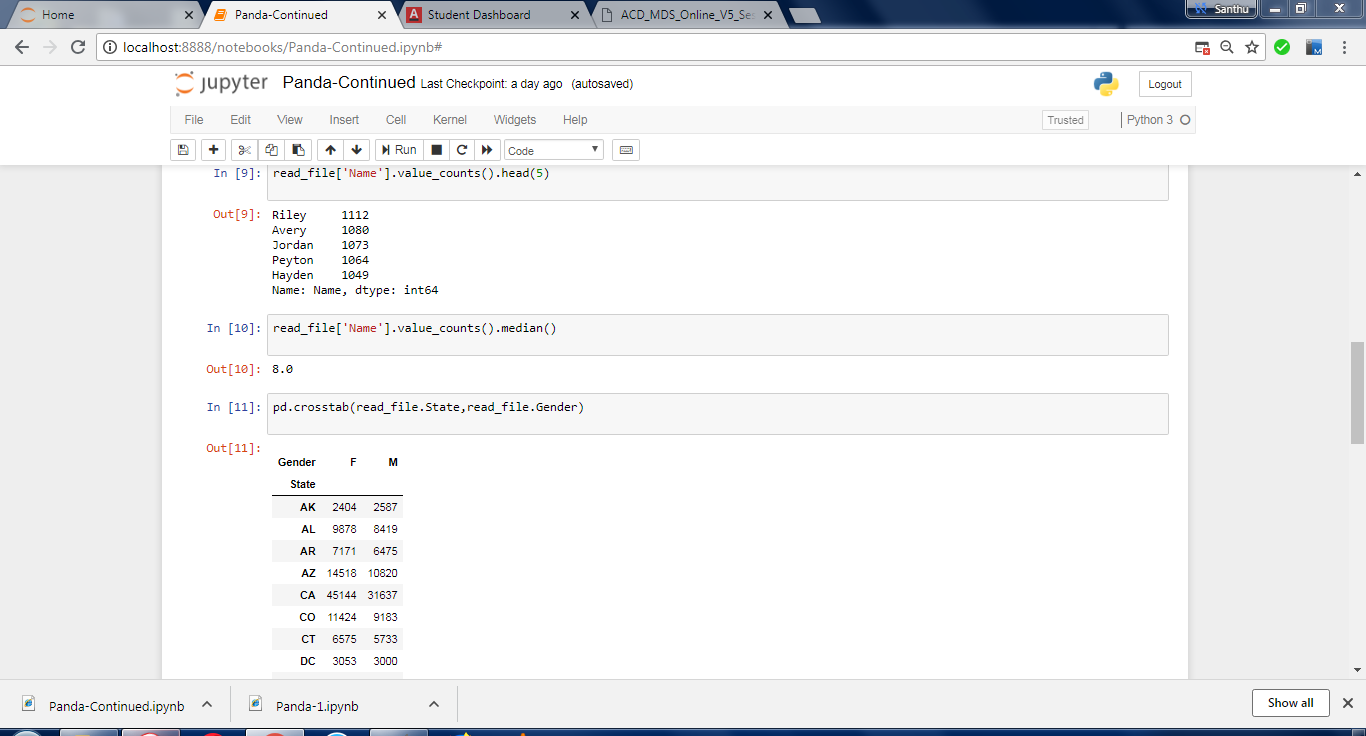 Home
Panda-Continued
Student Dashboard
ACD_MDS_Online_V5_Se
Santhu
localhost:8888/notebooks/Panda-Continued.ipynb#
jupyter Panda-Continued Last Checkpoint: a day ago (autosaved)
Logout
File Edit View Insert Cell Kernel Widgets Help
Trusted
Python 3
Run
Code
In [9]: read_file['Name'].value_counts().head(5)
Out[9]: Riley 1112
Avery 1080
Jordan 1073
Peyton 1064
Hayden 1049
Name: Name, dtype: int64
In [10]: read_file['Name'].value_counts().median()
Out[10]: 8.0
In [11]: pd.crosstab(read_file.State,read_file.Gender)
Out[11]:
Gender F M
State
AK 2404 2587
AL 9878 8419
AR 7171 6475
AZ 14518 10820
CA 45144 31637
CO 11424 9183
CT 6575 5733
DC 3053 3000
Panda-Continued.ipynb
Panda-1.ipynb
Show all